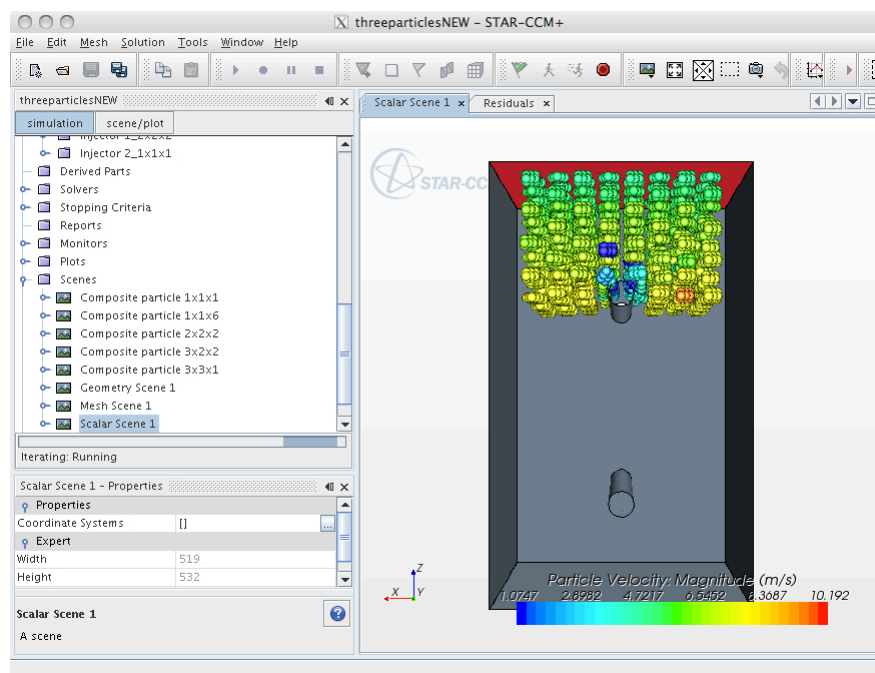 threeparticlesNEW – STAR-CCM+
File Edit Mesh Solution Tools Window Help
threeparticlesNEW
simulation scene/plot
Injector 1_2x2x2
Injector 2_1x1x1
Derived Parts
Solvers
Stopping Criteria
Reports
Monitors
Plots
Scenes
Composite particle 1x1x1
Composite particle 1x1x6
Composite particle 2x2x2
Composite particle 3x2x2
Composite particle 3x3x1
Geometry Scene 1
Mesh Scene 1
Scalar Scene 1
Iterating: Running
Scalar Scene 1 – Properties
Properties
Coordinate Systems []
...
Expert
Width 519
Height 532
Scalar Scene 1
?
A scene
Scalar Scene 1 Residuals
STAR-CC
Z
X Y
Particle Velocity: Magnitude (m/s)
1.0747 2.8982 4.7217 6.5452 8.3687 10.192